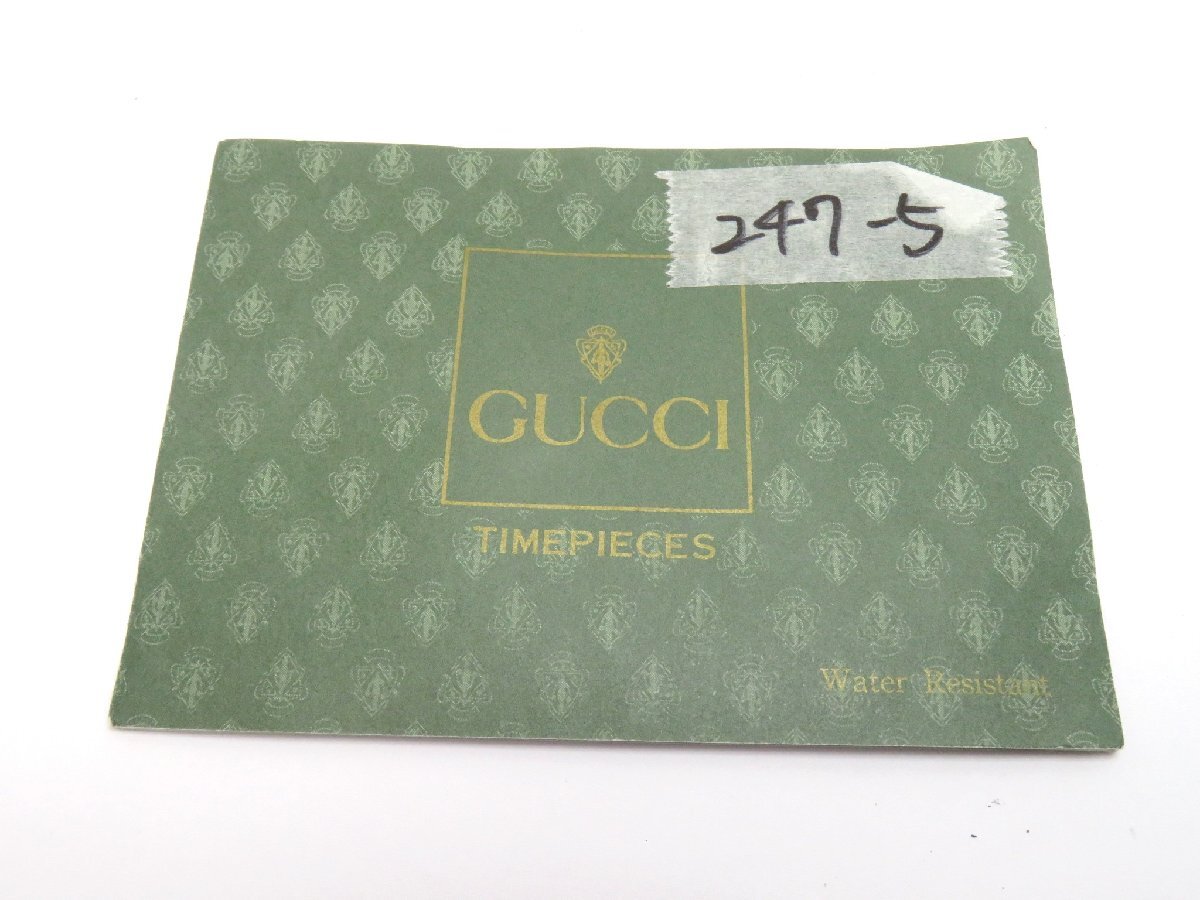 247-5
GUCCI
TIMEPIECES
Water Resistant